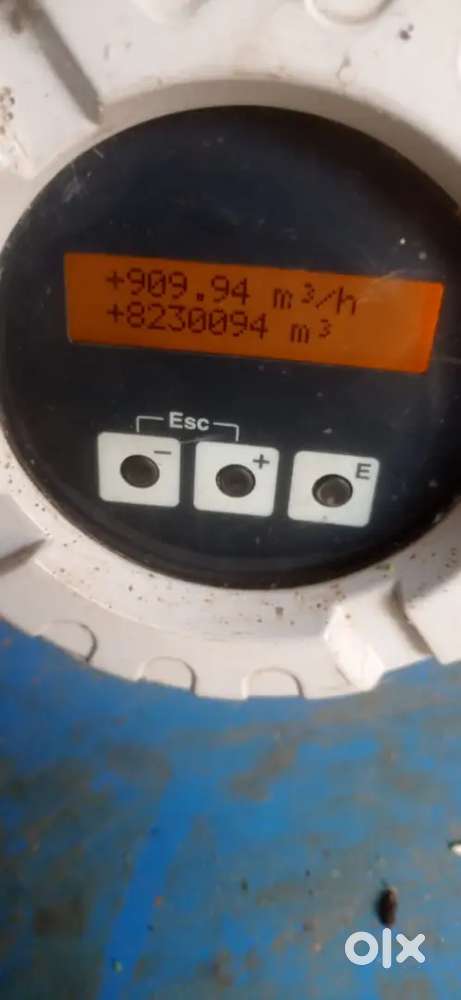 +909.94 m³/h
+8230094 m³
Esc
- + E
olx